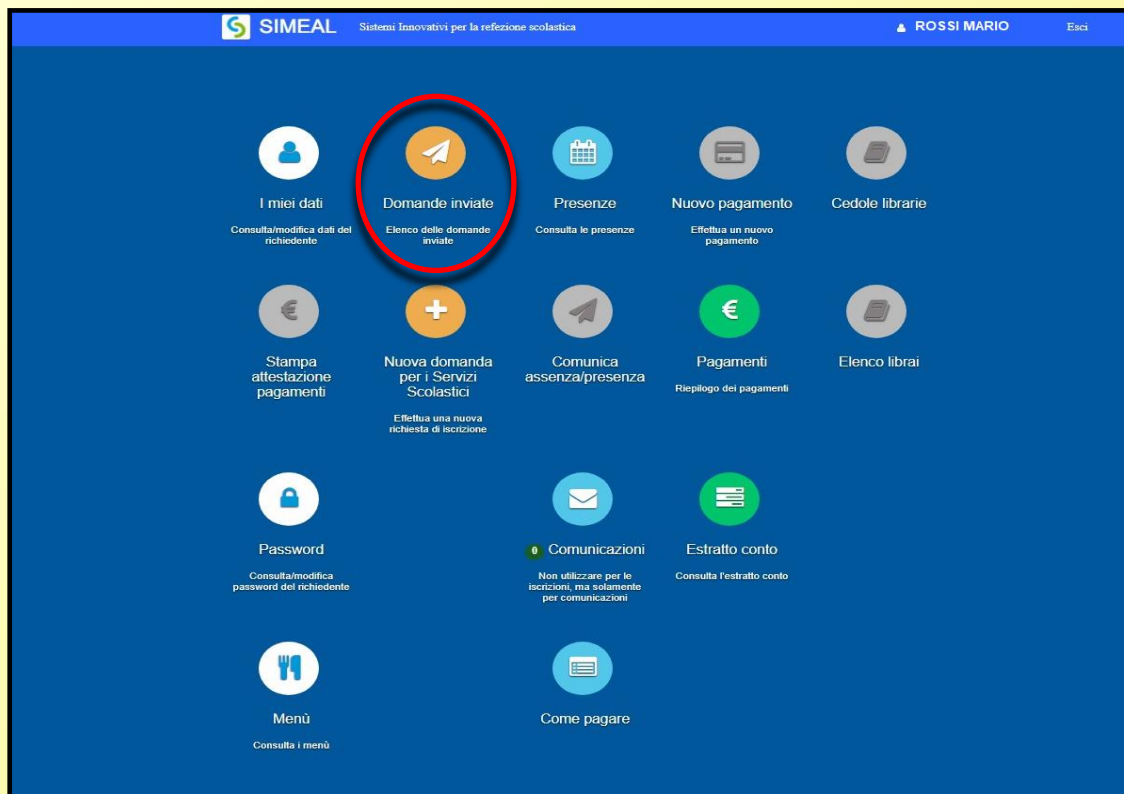 SIMEAL Sistemi Innovativi per la refezione scolastica ROSSI MARIO Esci
I miei dati
Consulta/modifica dati del
richiedente
Domande inviate
Elenco delle domande
inviate
Presenze
Consulta le presenze
Nuovo pagamento
Effettua un nuovo
pagamento
Cedole librarie
Stampa
attestazione
pagamenti
Nuova domanda
per i Servizi
Scolastici
Effettua una nuova
richiesta di iscrizione
Comunica
assenza/presenza
Pagamenti
Riepilogo dei pagamenti
Elenco librai
Password
Consulta/modifica
password del richiedente
0 Comunicazioni
Non utilizzare per le
iscrizioni, ma solamente
per comunicazioni
Estratto conto
Consulta l'estratto conto
Menù
Consulta i menù
Come pagare